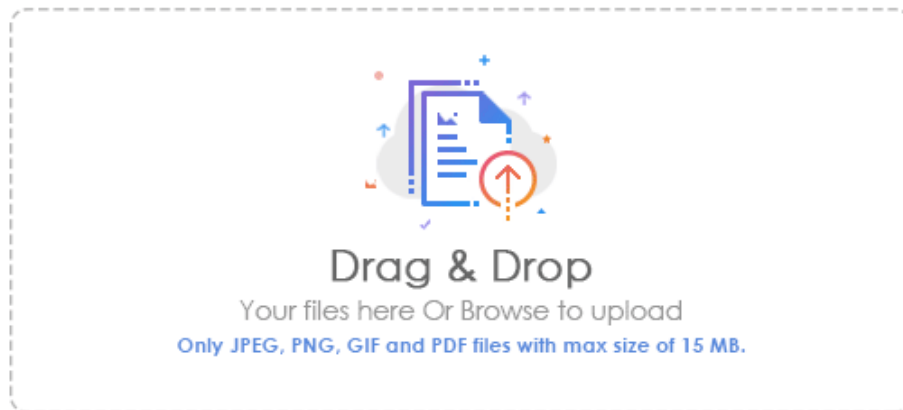 Drag & Drop
Your files here Or Browse to upload
Only JPEG, PNG, GIF and PDF files with max size of 15 MB.